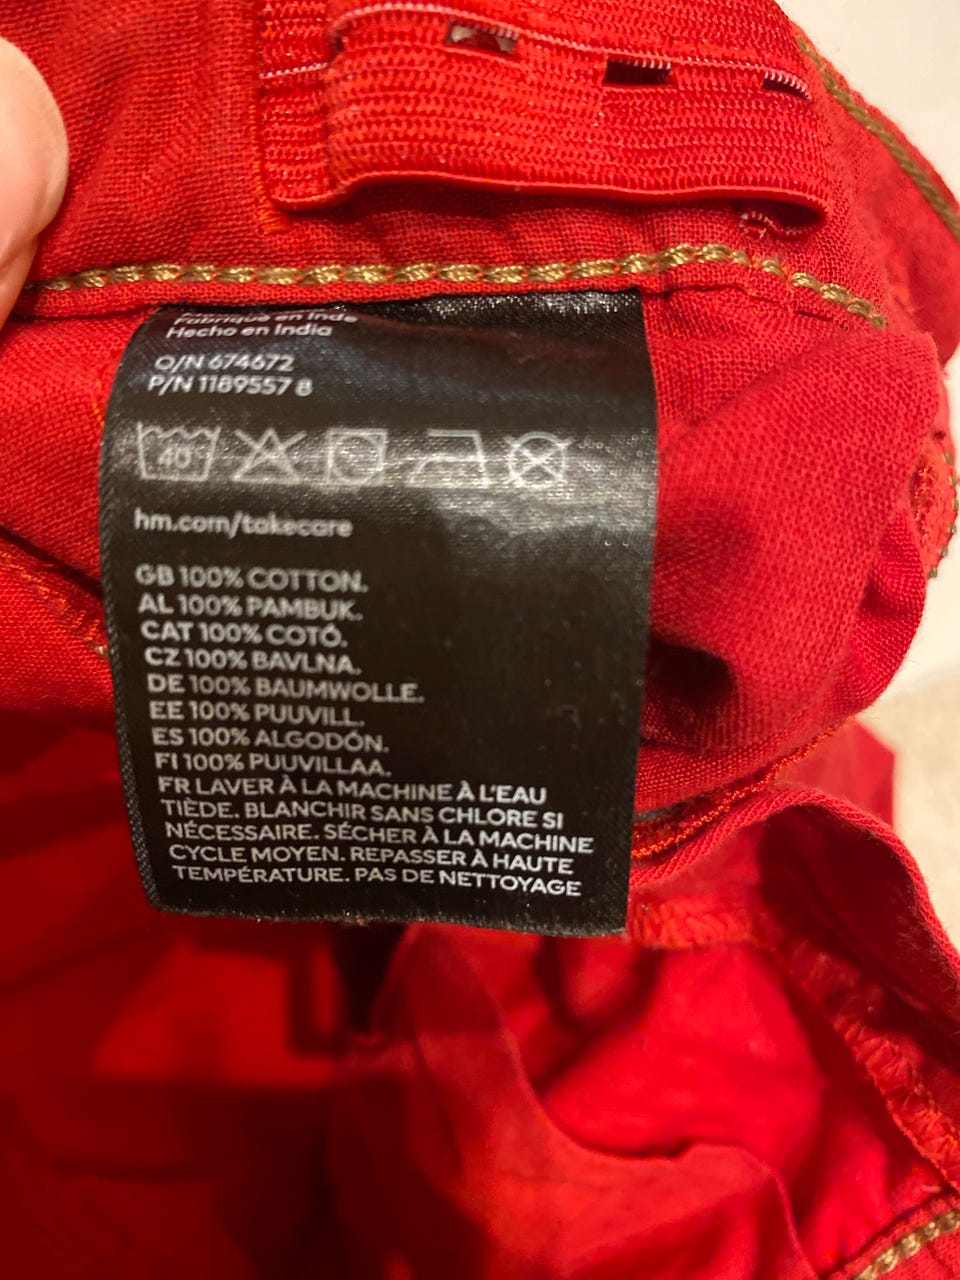 Fabriqué en Inde
Hecho en India
O/N 674672
P/N 1189557 8
40
hm.com/takecare
GB 100% COTTON.
AL 100% PAMBUK.
CAT 100% COTÓ.
CZ 100% BAVLNA.
DE 100% BAUMWOLLE.
EE 100% PUUVILL.
ES 100% ALGODÓN.
FI 100% PUUVILLAA.
FR LAVER À LA MACHINE À L'EAU
TIÈDE. BLANCHIR SANS CHLORE SI
NÉCESSAIRE. SÉCHER À LA MACHINE
CYCLE MOYEN. REPASSER À HAUTE
TEMPÉRATURE. PAS DE NETTOYAGE